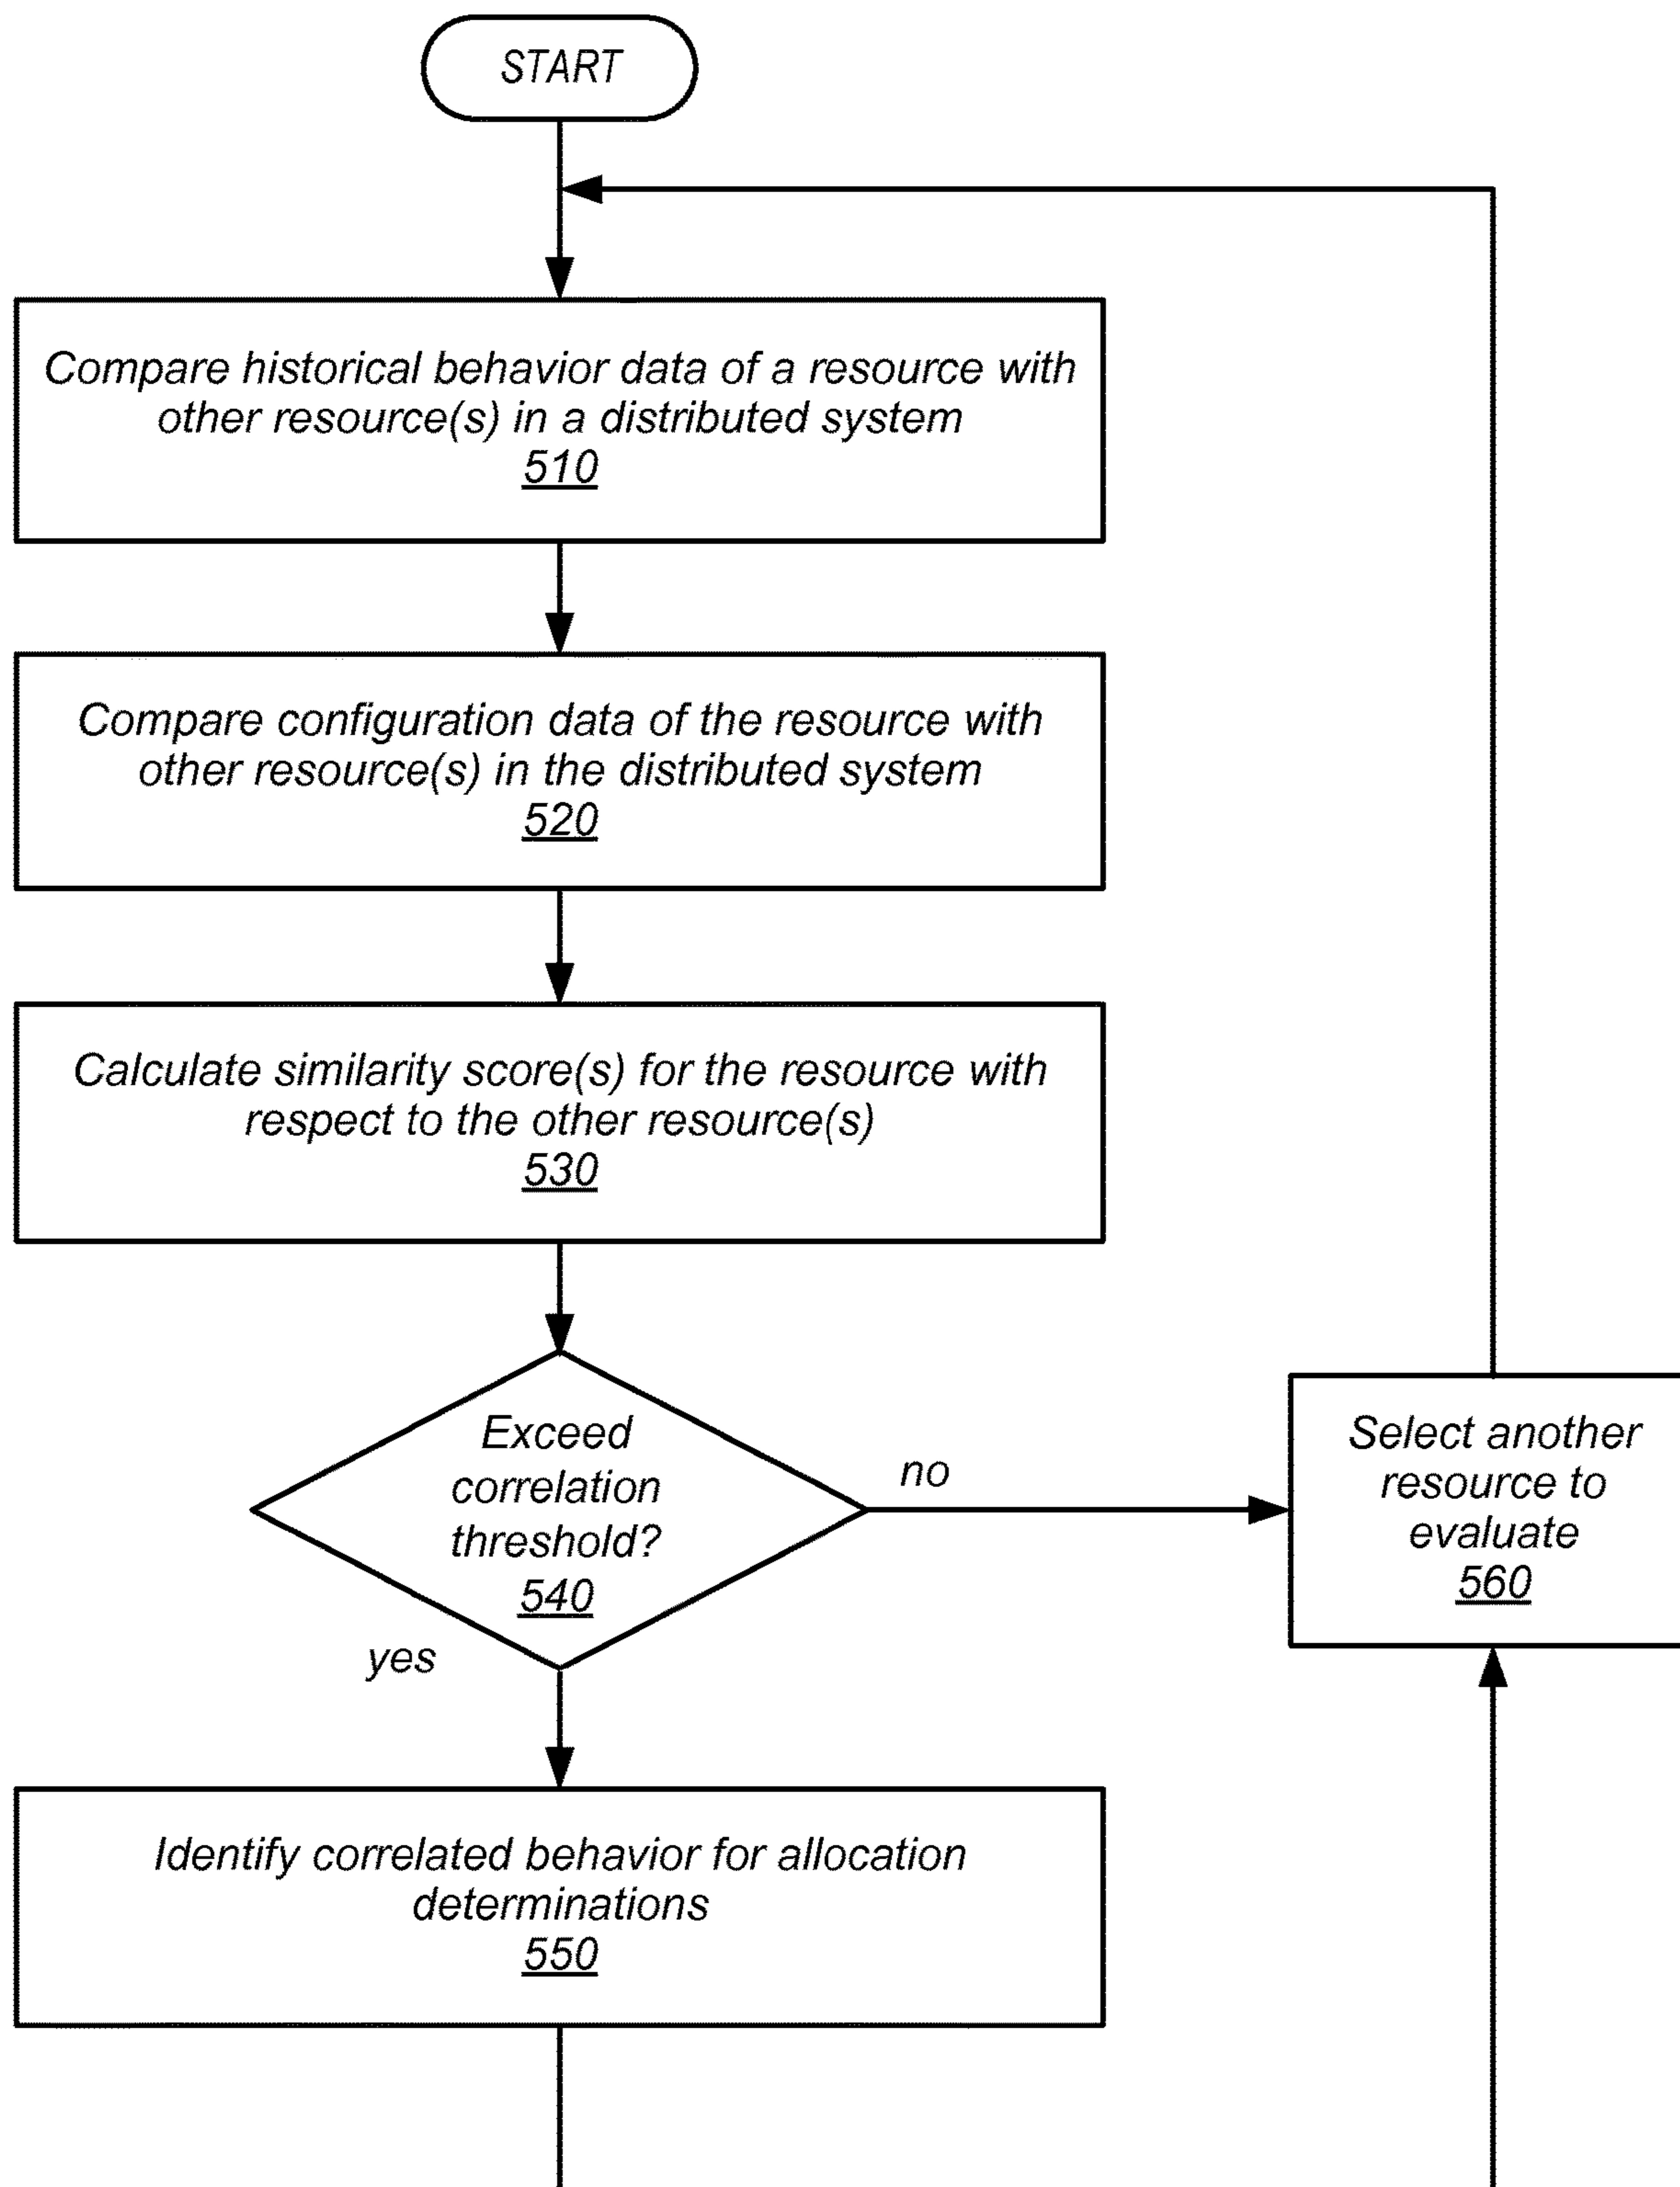 START
Compare historical behavior data of a resource with
other resource(s) in a distributed system
510
Compare configuration data of the resource with
other resource(s) in the distributed system
520
Calculate similarity score(s) for the resource with
respect to the other resource(s)
530
Exceed
correlation
threshold?
540
no
yes
Select another
resource to
evaluate
560
Identify correlated behavior for allocation
determinations
550